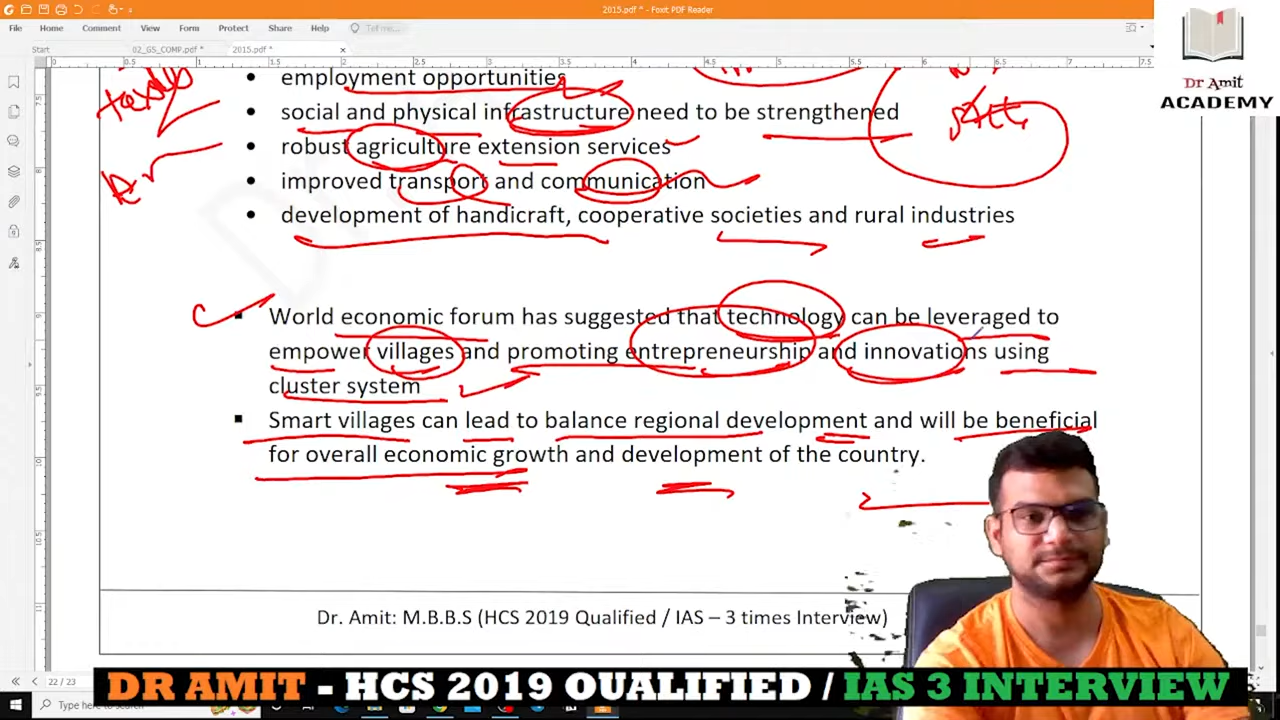 2015.pdf * - Foxit PDF Reader
File Home Comment View Form Protect Share Help Tell me...
Start 02_GS_COMP.pdf * 2015.pdf *
employment opportunities
social and physical infrastructure need to be strengthened
robust agriculture extension services
improved transport and communication
development of handicraft, cooperative societies and rural industries
World economic forum has suggested that technology can be leveraged to
empower villages and promoting entrepreneurship and innovations using
cluster system
Smart villages can lead to balance regional development and will be beneficial
for overall economic growth and development of the country.
Dr. Amit: M.B.B.S (HCS 2019 Qualified / IAS – 3 times Interview)
Dr Amit
ACADEMY
22 / 23
DR AMIT - HCS 2019 QUALIFIED / IAS 3 INTERVIEW
Type here to search